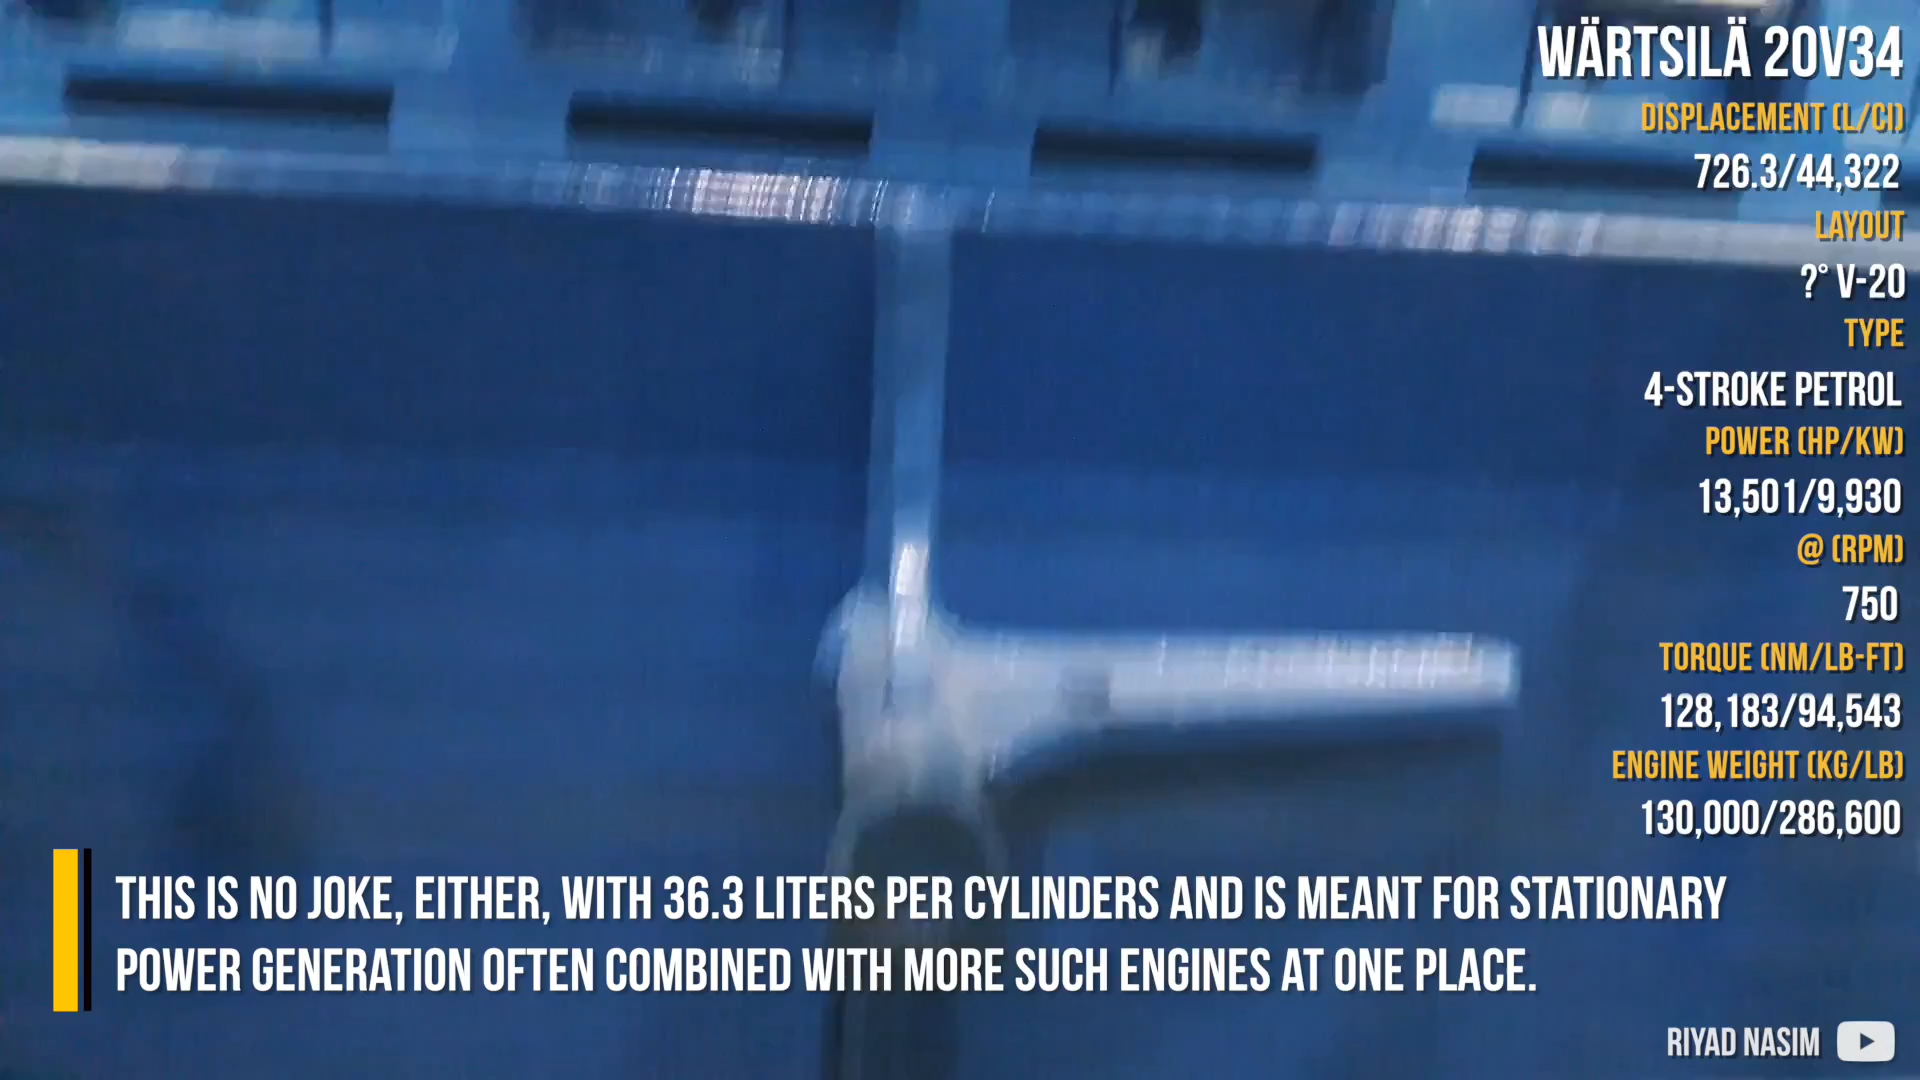 WÄRTSILÄ 20V34
DISPLACEMENT (L/CI)
726.3/44,322
LAYOUT
?° V-20
TYPE
4-STROKE PETROL
POWER (HP/KW)
13,501/9,930
@ (RPM)
750
TORQUE (NM/LB-FT)
128,183/94,543
ENGINE WEIGHT (KG/LB)
130,000/286,600
THIS IS NO JOKE, EITHER, WITH 36.3 LITERS PER CYLINDERS AND IS MEANT FOR STATIONARY
POWER GENERATION OFTEN COMBINED WITH MORE SUCH ENGINES AT ONE PLACE.
RIYAD NASIM